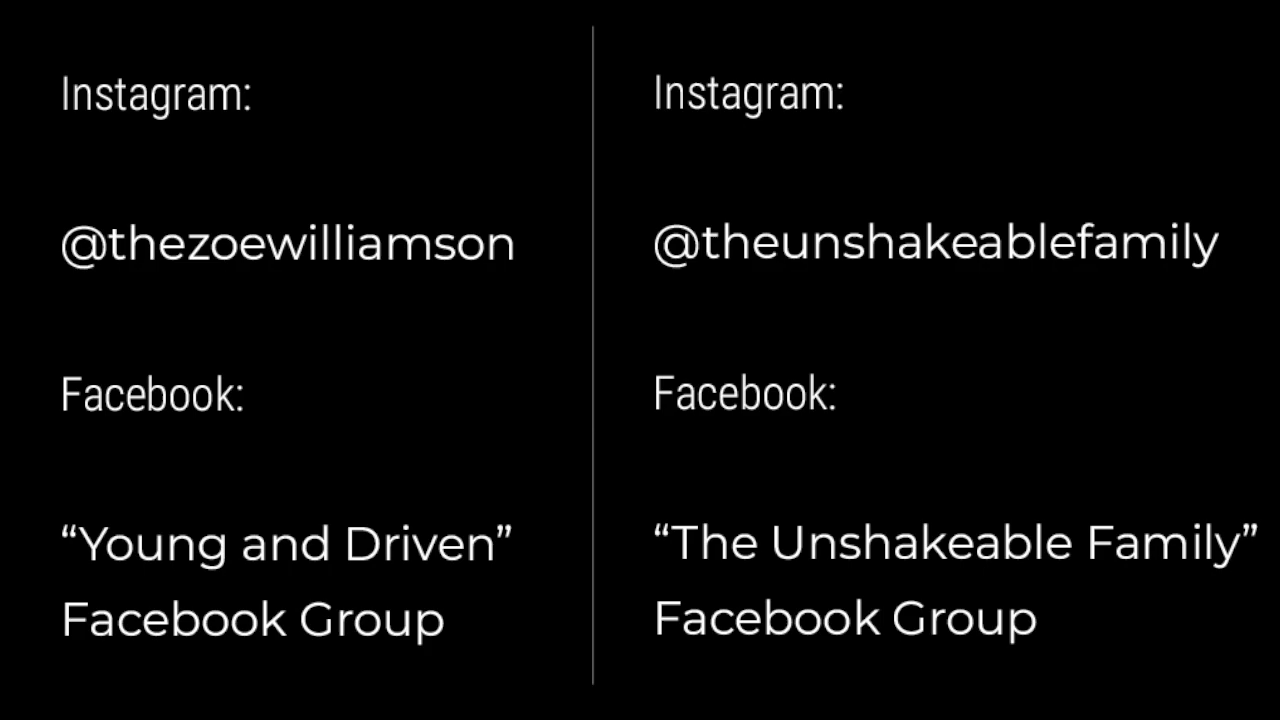 Instagram:
@thezoewilliamson
Facebook:
“Young and Driven”
Facebook Group
Instagram:
@theunshakeablefamily
Facebook:
“The Unshakeable Family”
Facebook Group